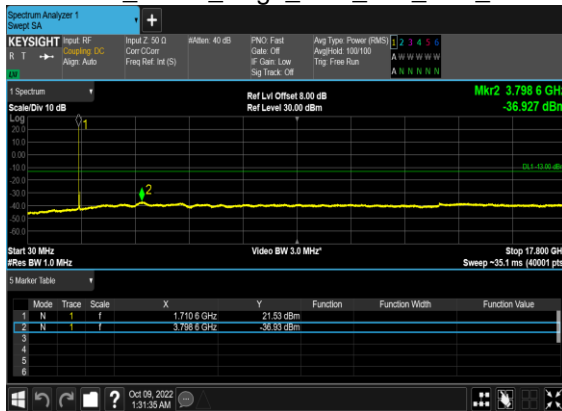 Spectrum Analyzer 1
Swept SA
KEYSIGHT Input: RF Input Z: 50 Ω #Atten: 40 dB PNO: Fast Avg Type: Power (RMS) 1 2 3 4 5 6
R T Coupling: DC Corr CCorr Gate: Off Avg|Hold: 100/100 A W W W W W
Align: Auto Freq Ref: Int (S) IF Gain: Low Trig: Free Run
Sig Track: Off A N N N N N
1 Spectrum Ref Lvl Offset 8.00 dB Mkr2 3.798 6 GHz
Scale/Div 10 dB Ref Level 30.00 dBm -36.927 dBm
Log
20.0
10.0
0.00
-10.0
-20.0
-30.0
-40.0
-50.0
-60.0
1
2
DL1 -13.00 dBm
Start 30 MHz Video BW 3.0 MHz* Stop 17.800 GHz
#Res BW 1.0 MHz Sweep ~35.1 ms (40001 pts)
5 Marker Table
Mode Trace Scale X Y Function Function Width Function Value
1 N 1 f 1.710 6 GHz 21.53 dBm
2 N 1 f 3.798 6 GHz -36.93 dBm
3
4
5
6
Oct 09, 2022
1:31:35 AM